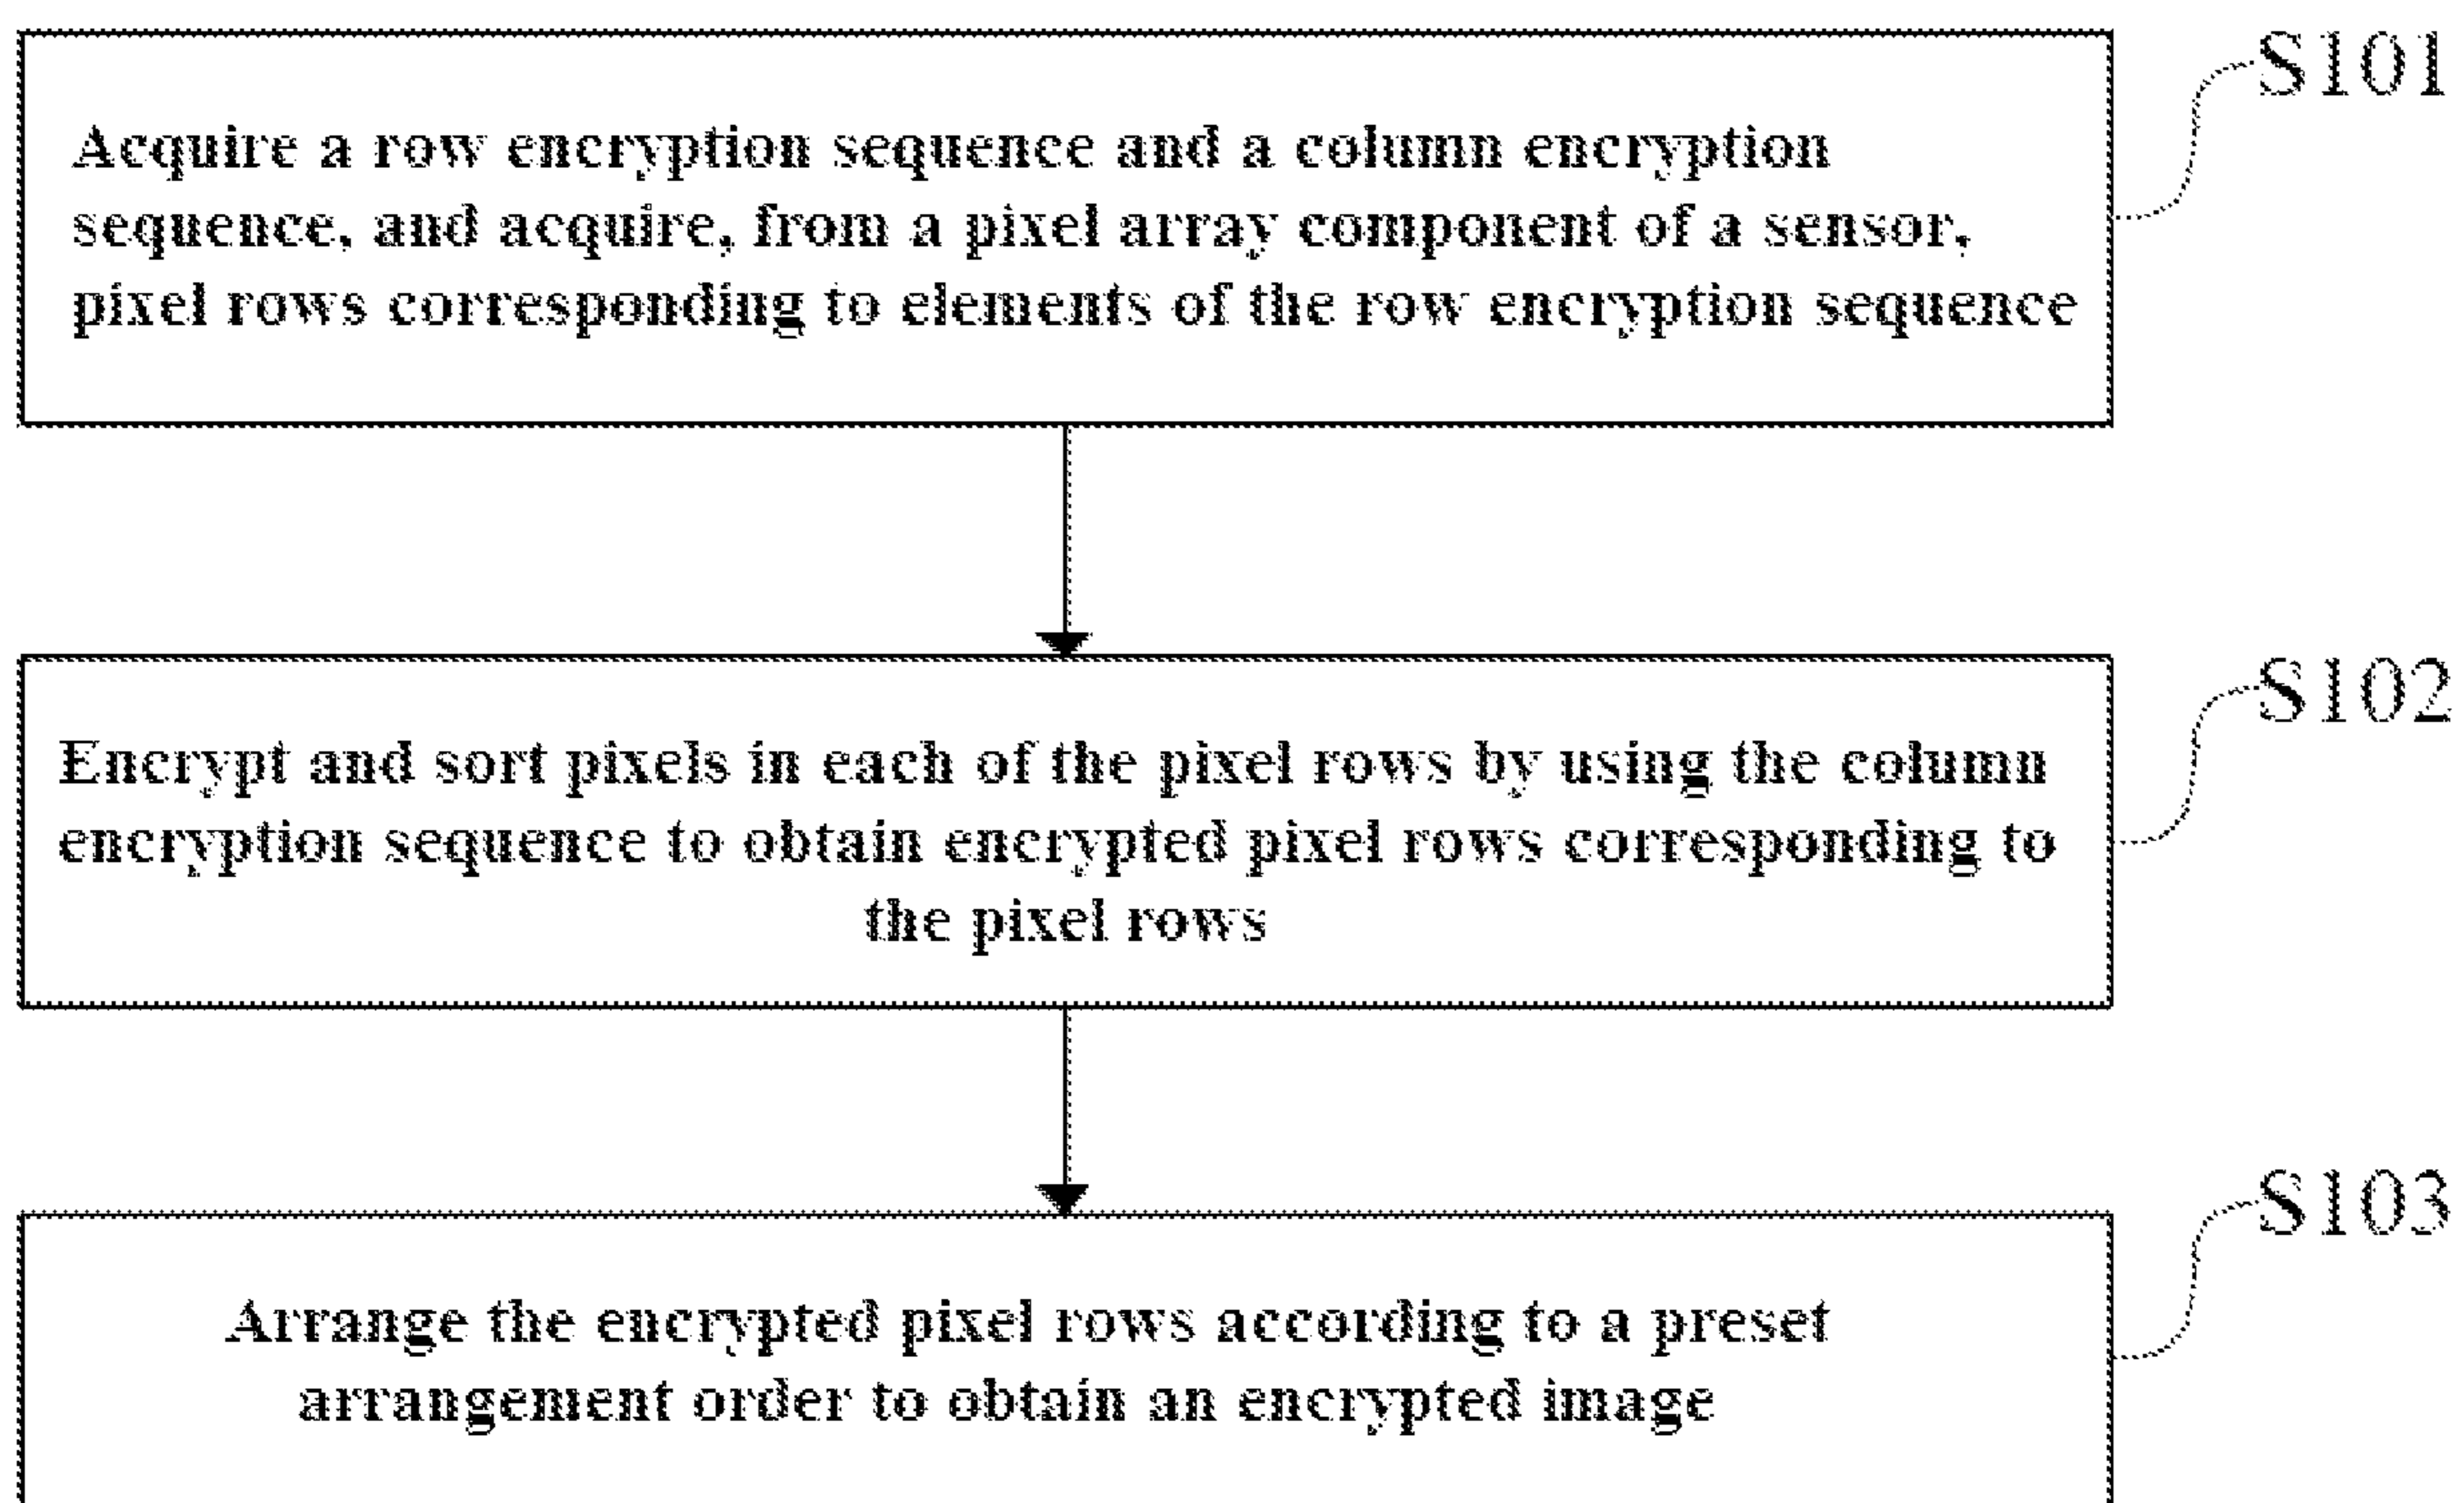 S101
Acquire a row encryption sequence and a column encryption
sequence, and acquire, from a pixel array component of a sensor,
pixel rows corresponding to elements of the row encryption sequence
S102
Encrypt and sort pixels in each of the pixel rows by using the column
encryption sequence to obtain encrypted pixel rows corresponding to
the pixel rows
S103
Arrange the encrypted pixel rows according to a preset
arrangement order to obtain an encrypted image